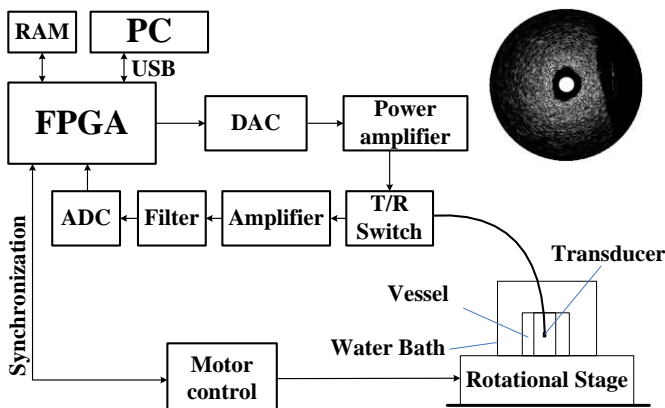 RAM
PC
USB
FPGA
DAC
Power
amplifier
ADC
Filter
Amplifier
T/R
Switch
Synchronization
Transducer
Vessel
Water Bath
Motor
control
Rotational Stage